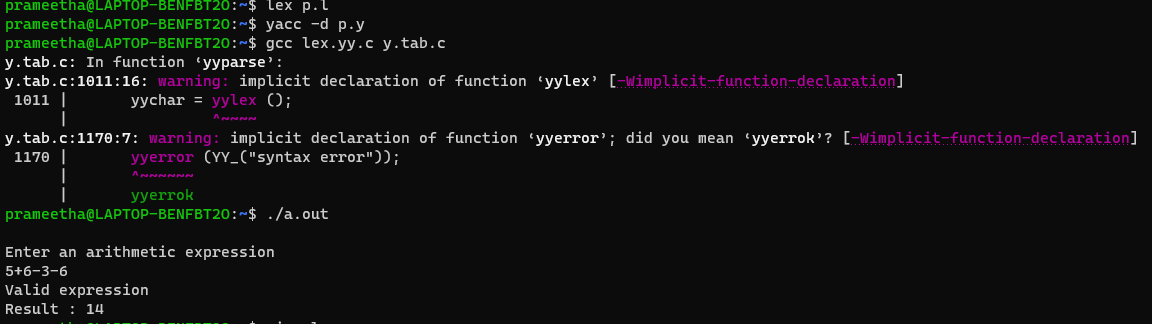 prameetha@LAPTOP-BENFBT2O:~$ lex p.l
prameetha@LAPTOP-BENFBT2O:~$ yacc -d p.y
prameetha@LAPTOP-BENFBT2O:~$ gcc lex.yy.c y.tab.c
y.tab.c: In function ‘yyparse’:
y.tab.c:1011:16: warning: implicit declaration of function ‘yylex’ [-Wimplicit-function-declaration]
 1011 |       yychar = yylex ();
      |                ^~~~~
y.tab.c:1170:7: warning: implicit declaration of function ‘yyerror’; did you mean ‘yyerrok’? [-Wimplicit-function-declaration]
 1170 |       yyerror (YY_("syntax error"));
      |       ^~~~~~~
      |       yyerrok
prameetha@LAPTOP-BENFBT2O:~$ ./a.out

Enter an arithmetic expression
5+6-3-6
Valid expression
Result : 14